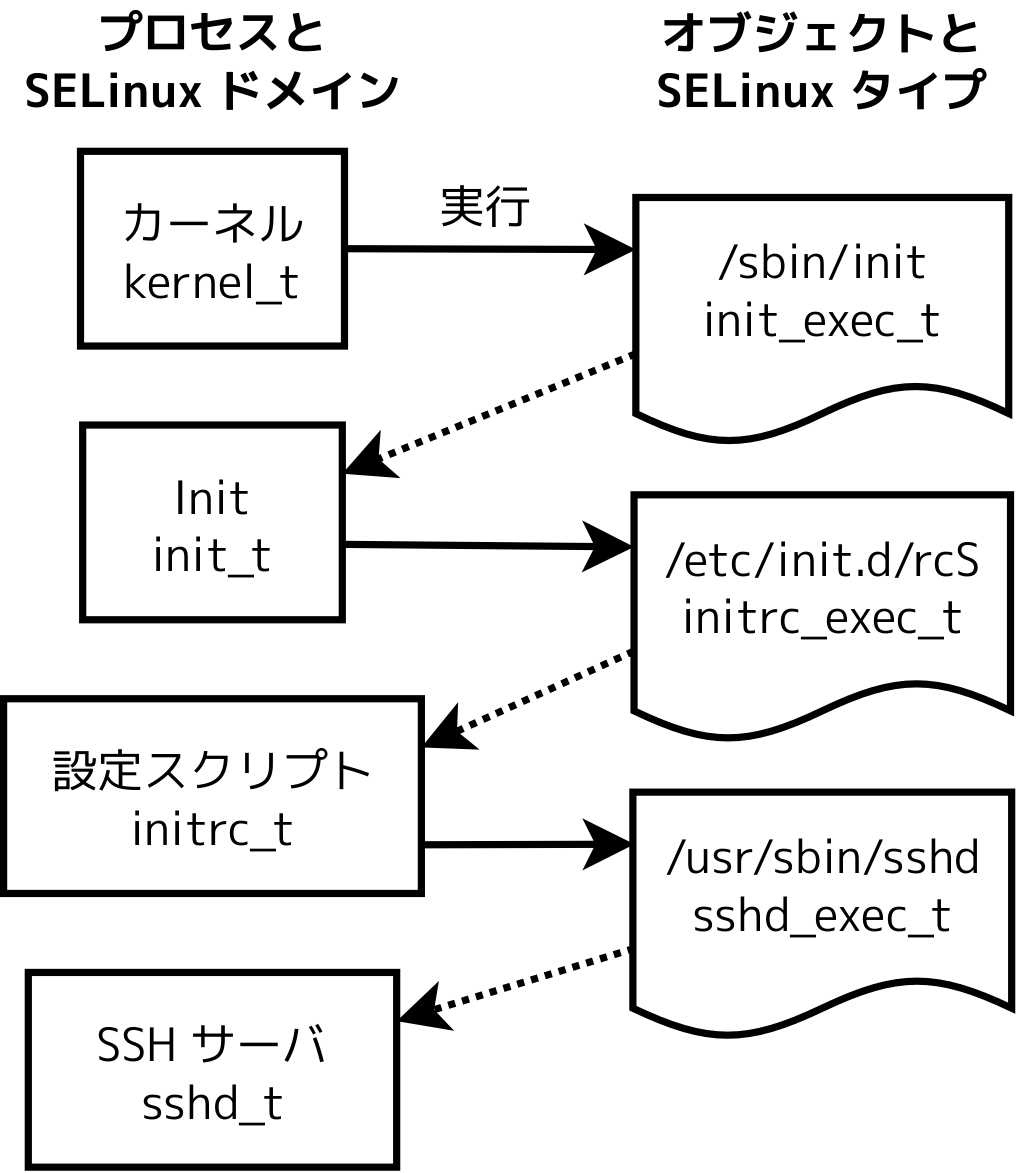 プロセスと
SELinux ドメイン
オブジェクトと
SELinux タイプ
カーネル
kernel_t
実行
/sbin/init
init_exec_t
Init
init_t
/etc/init.d/rcS
initrc_exec_t
設定スクリプト
initrc_t
/usr/sbin/sshd
sshd_exec_t
SSH サーバ
sshd_t